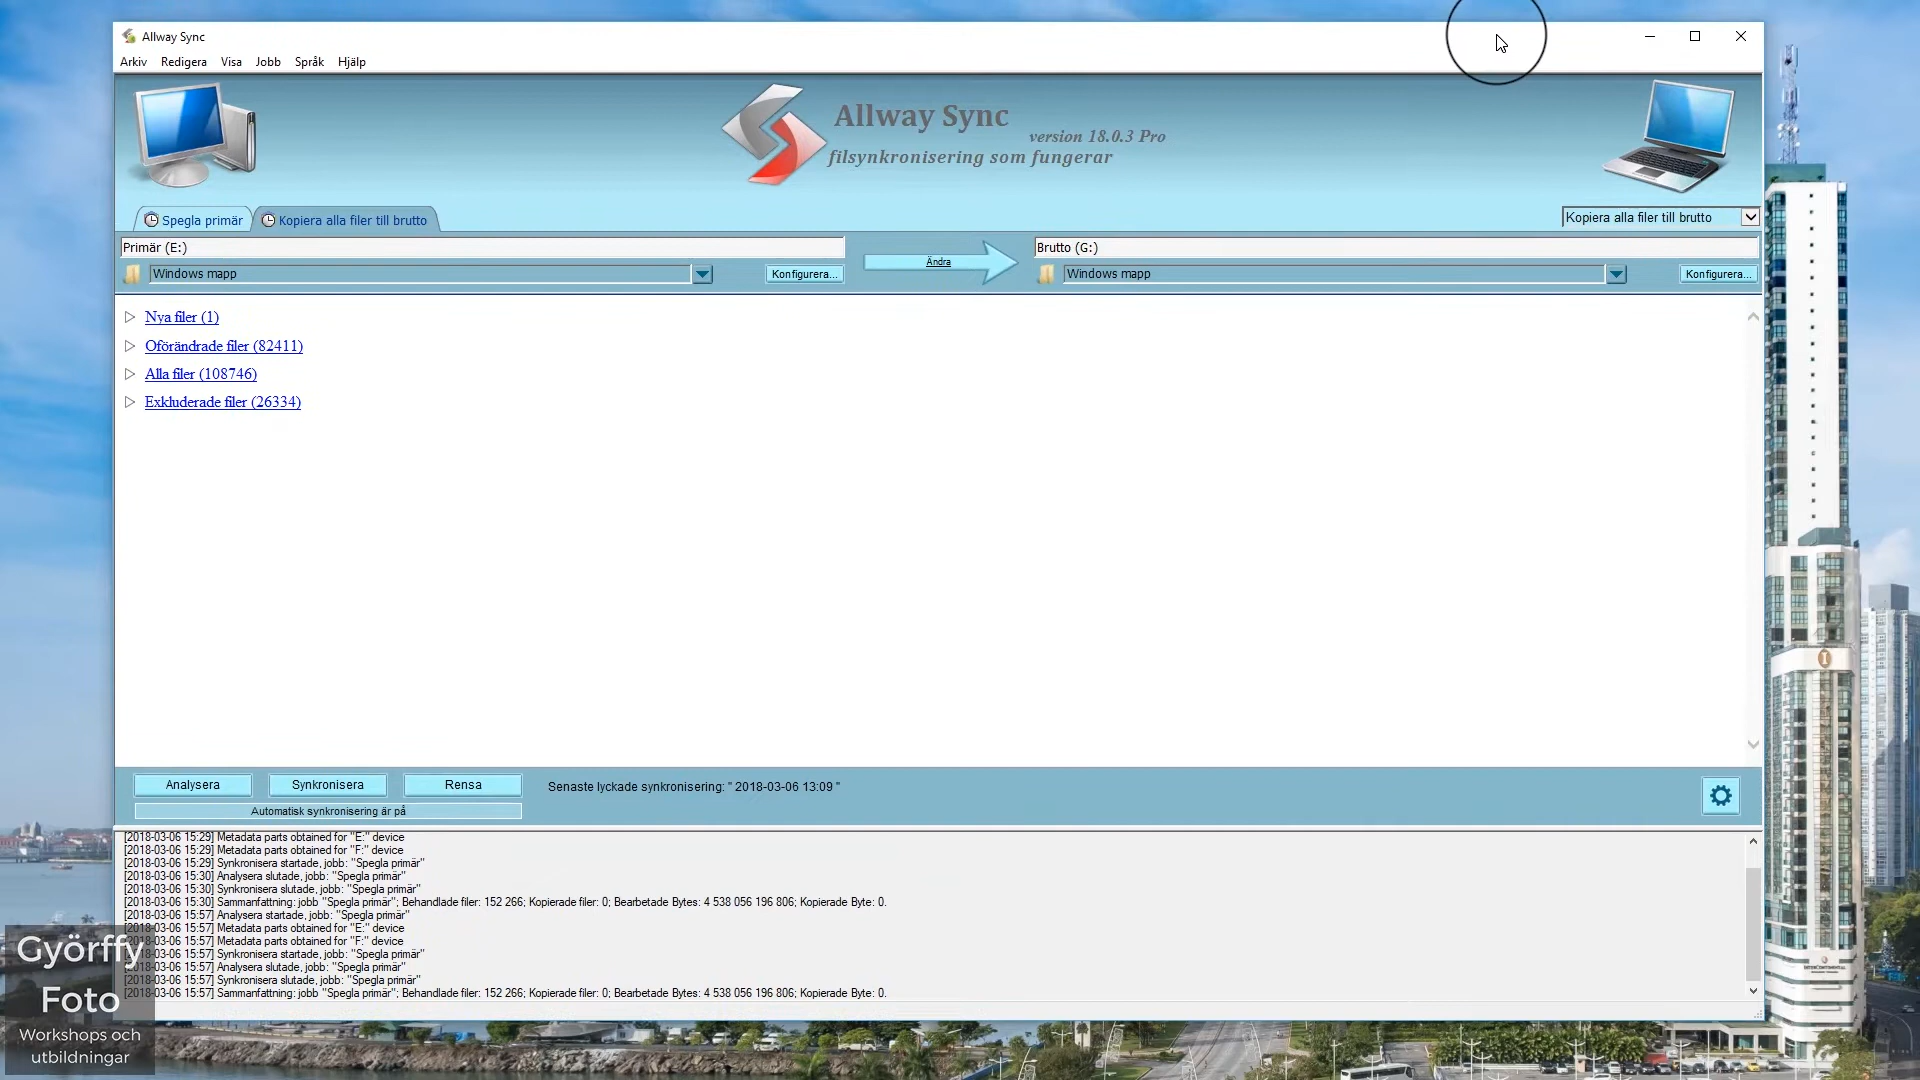 Allway Sync
Arkiv Redigera Visa Jobb Språk Hjälp
Allway Sync
version 18.0.3 Pro
filsynkronisering som fungerar
Spegla primär Kopiera alla filer till brutto
Kopiera alla filer till brutto
Primär (E:)
Ändra
Brutto (G:)
Windows mapp
Konfigurera...
Windows mapp
Konfigurera...
Nya filer (1)
Oförändrade filer (82411)
Alla filer (108746)
Exkluderade filer (26334)
Analysera Synkronisera Rensa
Senaste lyckade synkronisering: " 2018-03-06 13:09 "
Automatisk synkronisering är på
[2018-03-06 15:29] Metadata parts obtained for "E:" device
[2018-03-06 15:29] Metadata parts obtained for "F:" device
[2018-03-06 15:29] Synkronisera startade, jobb: "Spegla primär"
[2018-03-06 15:30] Analysera slutade, jobb: "Spegla primär"
[2018-03-06 15:30] Synkronisera slutade, jobb: "Spegla primär"
[2018-03-06 15:30] Sammanfattning: jobb "Spegla primär"; Behandlade filer: 152 266; Kopierade filer: 0; Bearbetade Bytes: 4 538 056 196 806; Kopierade Byte: 0.
[2018-03-06 15:57] Analysera startade, jobb: "Spegla primär"
[2018-03-06 15:57] Metadata parts obtained for "E:" device
[2018-03-06 15:57] Metadata parts obtained for "F:" device
[2018-03-06 15:57] Synkronisera startade, jobb: "Spegla primär"
[2018-03-06 15:57] Analysera slutade, jobb: "Spegla primär"
[2018-03-06 15:57] Synkronisera slutade, jobb: "Spegla primär"
[2018-03-06 15:57] Sammanfattning: jobb "Spegla primär"; Behandlade filer: 152 266; Kopierade filer: 0; Bearbetade Bytes: 4 538 056 196 806; Kopierade Byte: 0.
Györffy
Foto
Workshops och
utbildningar